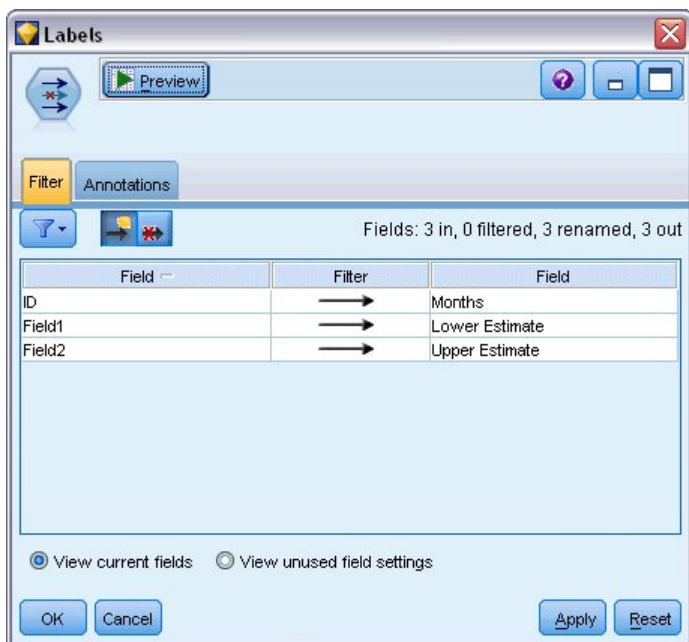 Labels
Preview
Filter Annotations
Fields: 3 in, 0 filtered, 3 renamed, 3 out
Field Filter Field
ID Months
Field1 Lower Estimate
Field2 Upper Estimate
View current fields View unused field settings
OK Cancel Apply Reset